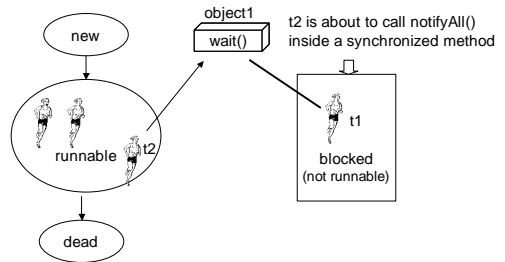 object1
wait()
t2 is about to call notifyAll()
inside a synchronized method
new
runnable
t2
t1
blocked
(not runnable)
dead